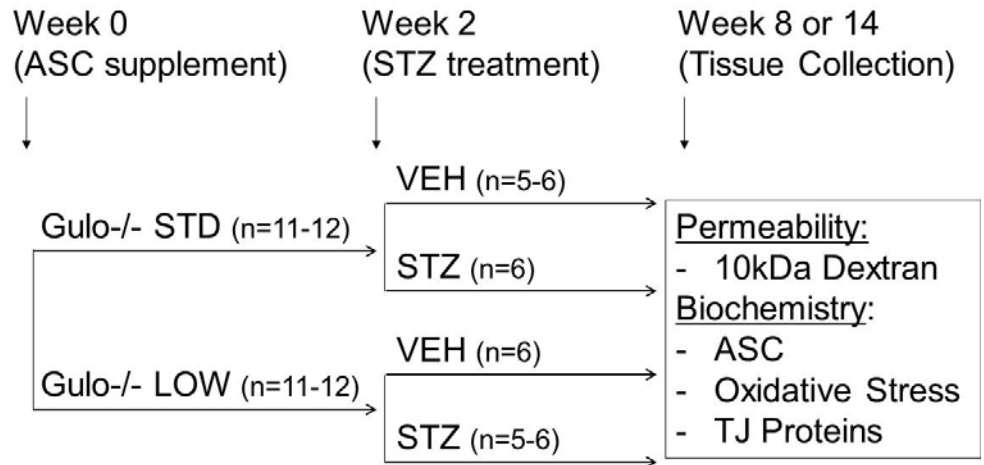 Week 0
(ASC supplement)
Week 2
(STZ treatment)
Week 8 or 14
(Tissue Collection)
Gulo-/- STD (n=11-12)
VEH (n=5-6)
STZ (n=6)
Gulo-/- LOW (n=11-12)
VEH (n=6)
STZ (n=5-6)
Permeability:
- 10kDa Dextran
Biochemistry:
- ASC
- Oxidative Stress
- TJ Proteins